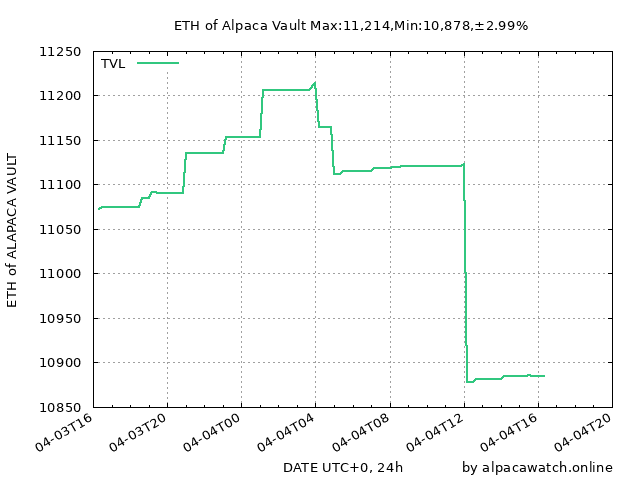 ETH of Alpaca Vault Max:11,214,Min:10,878,±2.99%
TVL
11250
11200
11150
11100
11050
11000
10950
10900
10850
ETH of ALAPACA VAULT
04-03T16
04-03T20
04-04T00
04-04T04
04-04T08
04-04T12
04-04T16
04-04T20
DATE UTC+0, 24h
by alpacawatch.online